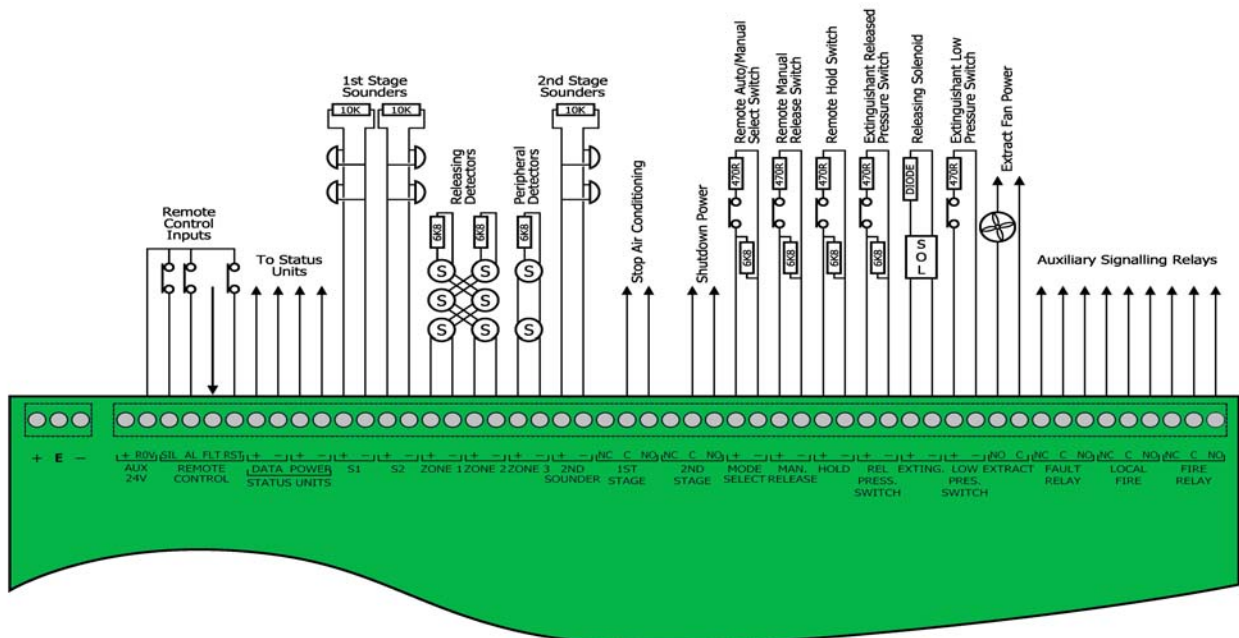 1st Stage
Sounders
10K
10K
2nd Stage
Sounders
10K
Remote
Control
Inputs
To Status
Units
Releasing
Detectors
6K8
6K8
S
S
S
S
S
S
Peripheral
Detectors
6K8
S
S
Stop Air Conditioning
Shutdown Power
Remote Auto/Manual
Select Switch
470R
6K8
Remote Manual
Release Switch
470R
6K8
Remote Hold Switch
470R
6K8
Extinguishant Released
Pressure Switch
470R
6K8
Releasing Solenoid
DIODE
SOL
Extinguishant Low
Pressure Switch
470R
Extract Fan Power
Auxiliary Signalling Relays
+ E −
+ R0V
AUX
24V
SIL AL FLT RST
REMOTE
CONTROL
+ − + −
DATA POWER
STATUS UNITS
+ −
S1
+ −
S2
+ −
ZONE 1
+ −
ZONE 2
+ −
ZONE 3
+ −
2ND
SOUNDER
NC C NO
1ST
STAGE
NC C NO
2ND
STAGE
+ −
MODE
SELECT
+ −
MAN.
RELEASE
+ −
HOLD
+ −
REL
PRESS.
SWITCH
+ −
EXTING.
+ −
LOW
PRES.
SWITCH
NO C
EXTRACT
NC C NO
FAULT
RELAY
NC C NO
LOCAL
FIRE
NC C NO
FIRE
RELAY